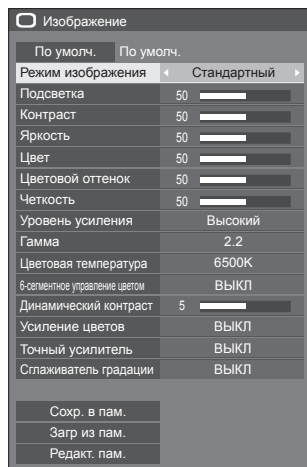 Изображение
По умолч. По умолч.
Режим изображения Стандартный
Подсветка 50
Контраст 50
Яркость 50
Цвет 50
Цветовой оттенок 50
Четкость 50
Уровень усиления Высокий
Гамма 2.2
Цветовая температура 6500K
6-сегментное управление цветом ВЫКЛ
Динамический контраст 5
Усиление цветов ВЫКЛ
Точный усилитель ВЫКЛ
Сглаживатель градации ВЫКЛ
Сохр. в пам.
Загр из пам.
Редакт. пам.